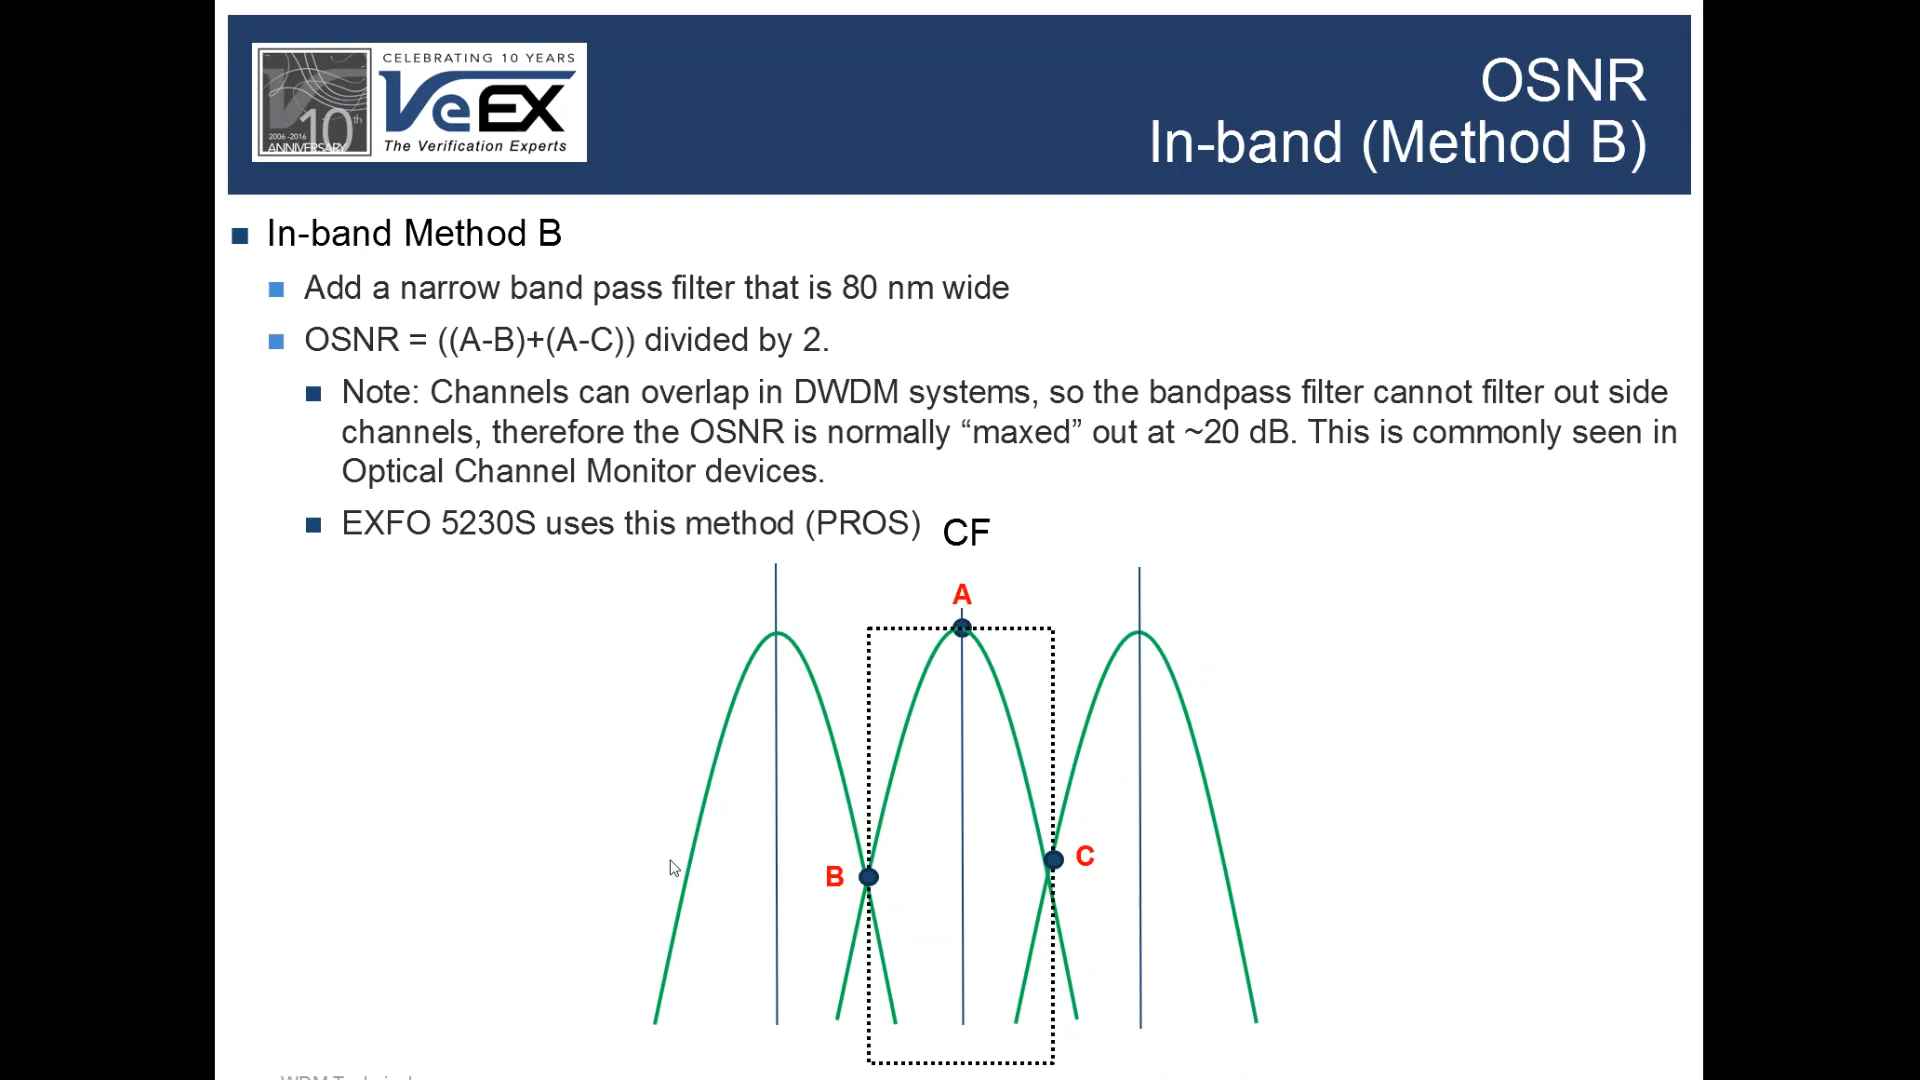 CELEBRATING 10 YEARS
VeEX
The Verification Experts
10th
2006-2016
ANNIVERSARY
OSNR
In-band (Method B)
In-band Method B
Add a narrow band pass filter that is 80 nm wide
OSNR = ((A-B)+(A-C)) divided by 2.
Note: Channels can overlap in DWDM systems, so the bandpass filter cannot filter out side
channels, therefore the OSNR is normally “maxed” out at ~20 dB. This is commonly seen in
Optical Channel Monitor devices.
EXFO 5230S uses this method (PROS)
CF
A
B
C